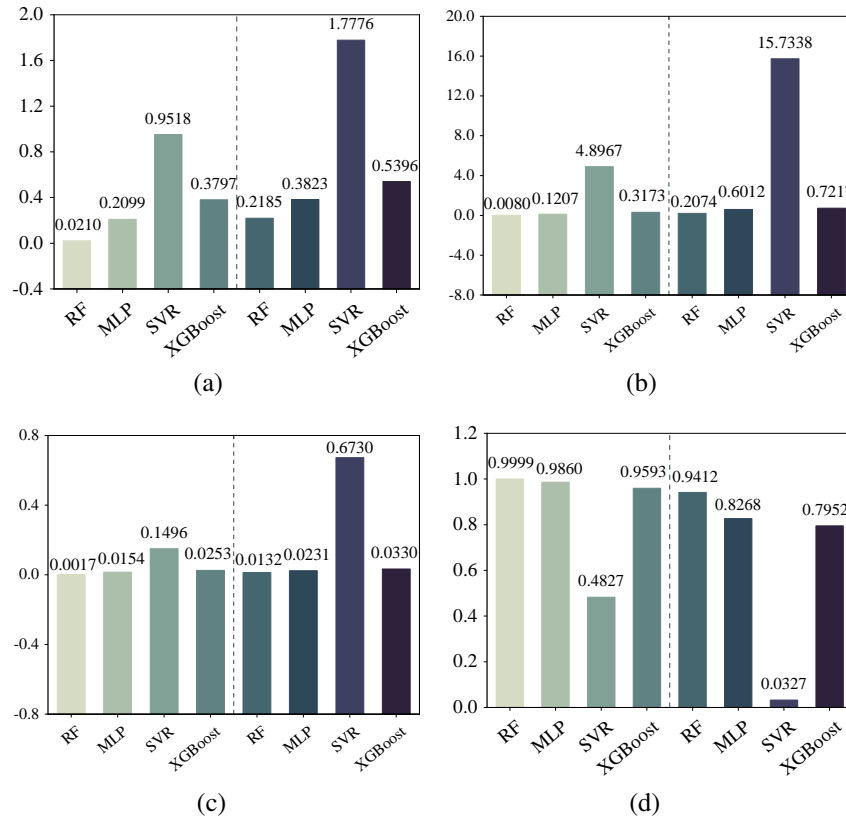 2.0
1.6
1.2
0.8
0.4
0.0
-0.4
0.0210
0.2099
0.9518
0.3797
0.2185
0.3823
1.7776
0.5396
RF
MLP
SVR
XGBoost
RF
MLP
SVR
XGBoost
(a)
20.0
16.0
12.0
8.0
4.0
0.0
-4.0
-8.0
0.0080
0.1207
4.8967
0.3173
0.2074
0.6012
15.7338
0.7217
RF
MLP
SVR
XGBoost
RF
MLP
SVR
XGBoost
(b)
0.8
0.4
0.0
-0.4
-0.8
0.0017
0.0154
0.1496
0.0253
0.0132
0.0231
0.6730
0.0330
RF
MLP
SVR
XGBoost
RF
MLP
SVR
XGBoost
(c)
1.2
1.0
0.8
0.6
0.4
0.2
0.0
0.9999
0.9860
0.4827
0.9593
0.9412
0.8268
0.0327
0.7952
RF
MLP
SVR
XGBoost
RF
MLP
SVR
XGBoost
(d)